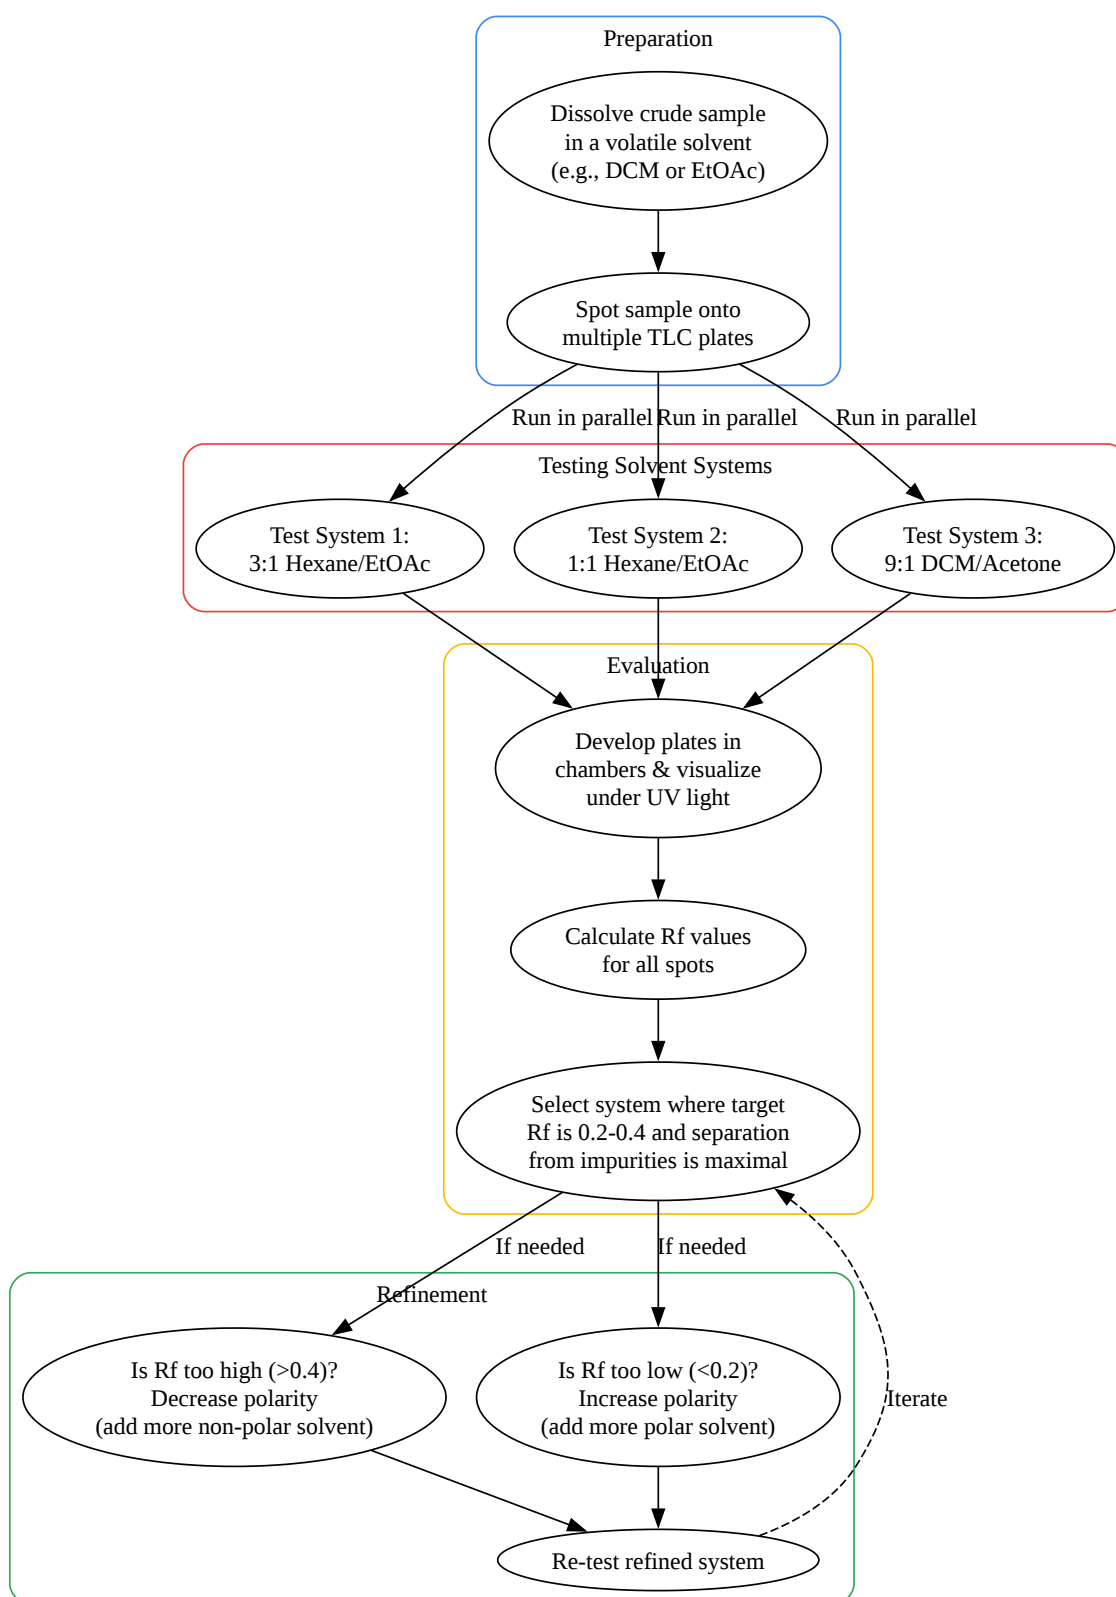 Preparation
Dissolve crude sample
in a volatile solvent
(e.g., DCM or EtOAc)
Spot sample onto
multiple TLC plates
Run in parallel
Run in parallel
Run in parallel
Testing Solvent Systems
Test System 1:
3:1 Hexane/EtOAc
Test System 2:
1:1 Hexane/EtOAc
Test System 3:
9:1 DCM/Acetone
Evaluation
Develop plates in
chambers & visualize
under UV light
Calculate Rf values
for all spots
Select system where target
Rf is 0.2-0.4 and separation
from impurities is maximal
If needed
If needed
Refinement
Is Rf too high (>0.4)?
Decrease polarity
(add more non-polar solvent)
Is Rf too low (<0.2)?
Increase polarity
(add more polar solvent)
Iterate
Re-test refined system